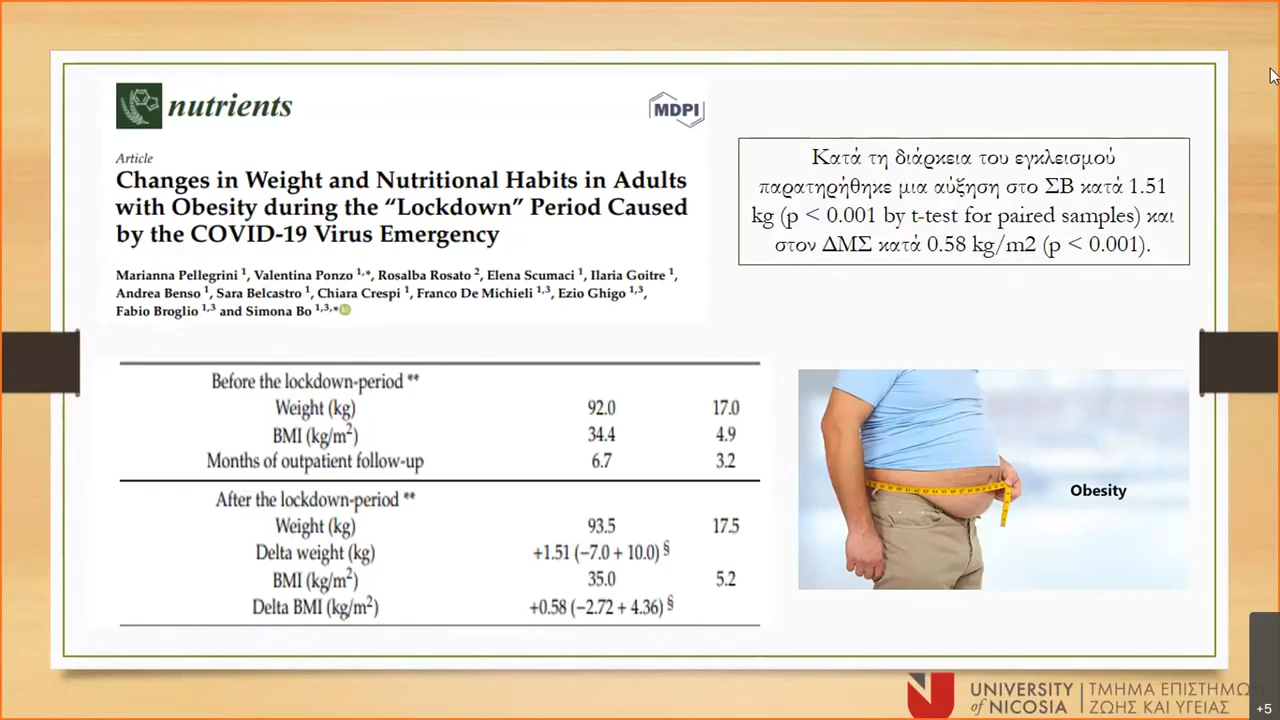 nutrients
MDPI
Article
Changes in Weight and Nutritional Habits in Adults
with Obesity during the “Lockdown” Period Caused
by the COVID-19 Virus Emergency
Marianna Pellegrini 1, Valentina Ponzo 1,*, Rosalba Rosato 2, Elena Scumaci 1, Ilaria Goitre 1,
Andrea Benso 1, Sara Belcastro 1, Chiara Crespi 1, Franco De Michieli 1,3, Ezio Ghigo 1,3,
Fabio Broglio 1,3 and Simona Bo 1,3,*
Κατά τη διάρκεια του εγκλεισμού
παρατηρήθηκε μια αύξηση στο ΣΒ κατά 1.51
kg (p < 0.001 by t-test for paired samples) και
στον ΔΜΣ κατά 0.58 kg/m2 (p < 0.001).
Before the lockdown-period **
Weight (kg) 92.0 17.0
BMI (kg/m2) 34.4 4.9
Months of outpatient follow-up 6.7 3.2
After the lockdown-period **
Weight (kg) 93.5 17.5
Delta weight (kg) +1.51 (−7.0 + 10.0) §
BMI (kg/m2) 35.0 5.2
Delta BMI (kg/m2) +0.58 (−2.72 + 4.36) §
Obesity
UNIVERSITY
of NICOSIA
ΤΜΗΜΑ ΕΠΙΣΤΗΜΩ
ΖΩΗΣ ΚΑΙ ΥΓΕΙΑΣ
+5